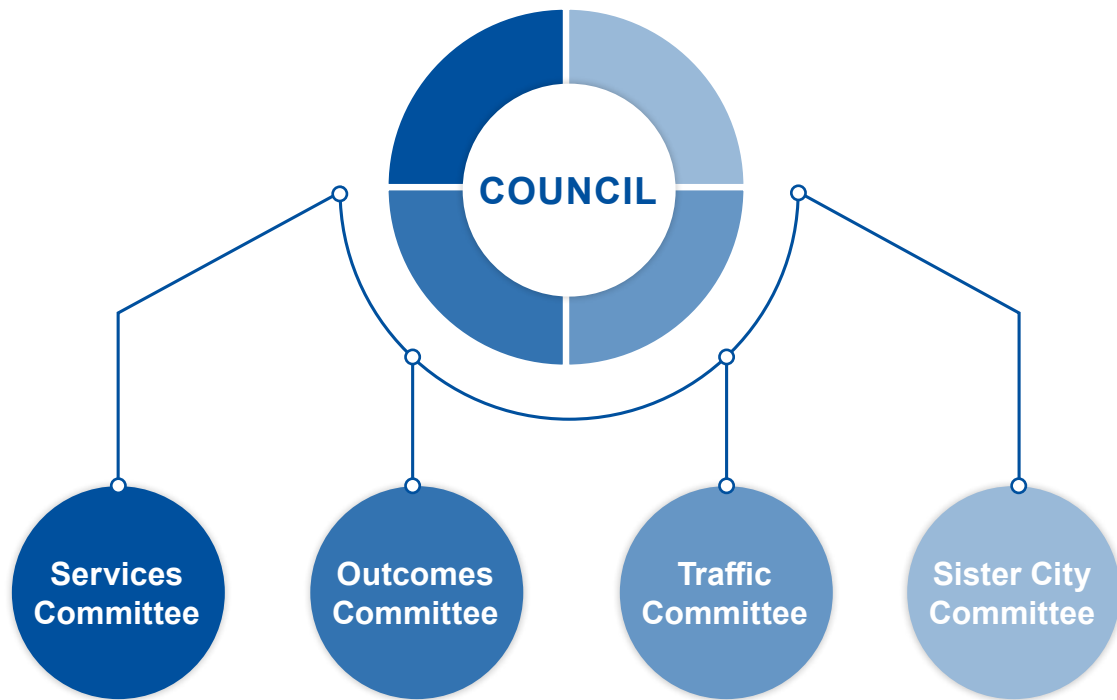 COUNCIL
Services
Committee
Outcomes
Committee
Traffic
Committee
Sister City
Committee